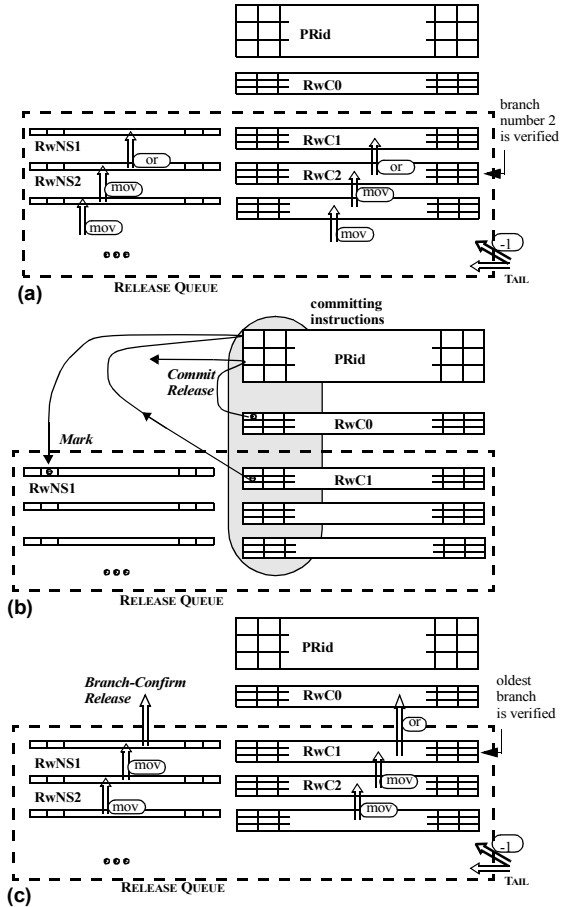 PRid
RwC0
branch
number 2
is verified
RwNS1
RwC1
or
or
RwNS2
RwC2
mov
mov
mov
mov
-1
TAIL
RELEASE QUEUE
(a)
committing
instructions
PRid
Commit
Release
RwC0
Mark
RwNS1
RwC1
RELEASE QUEUE
(b)
PRid
Branch-Confirm
Release
RwC0
oldest
branch
is verified
or
RwNS1
RwC1
mov
mov
RwNS2
RwC2
mov
mov
-1
TAIL
RELEASE QUEUE
(c)